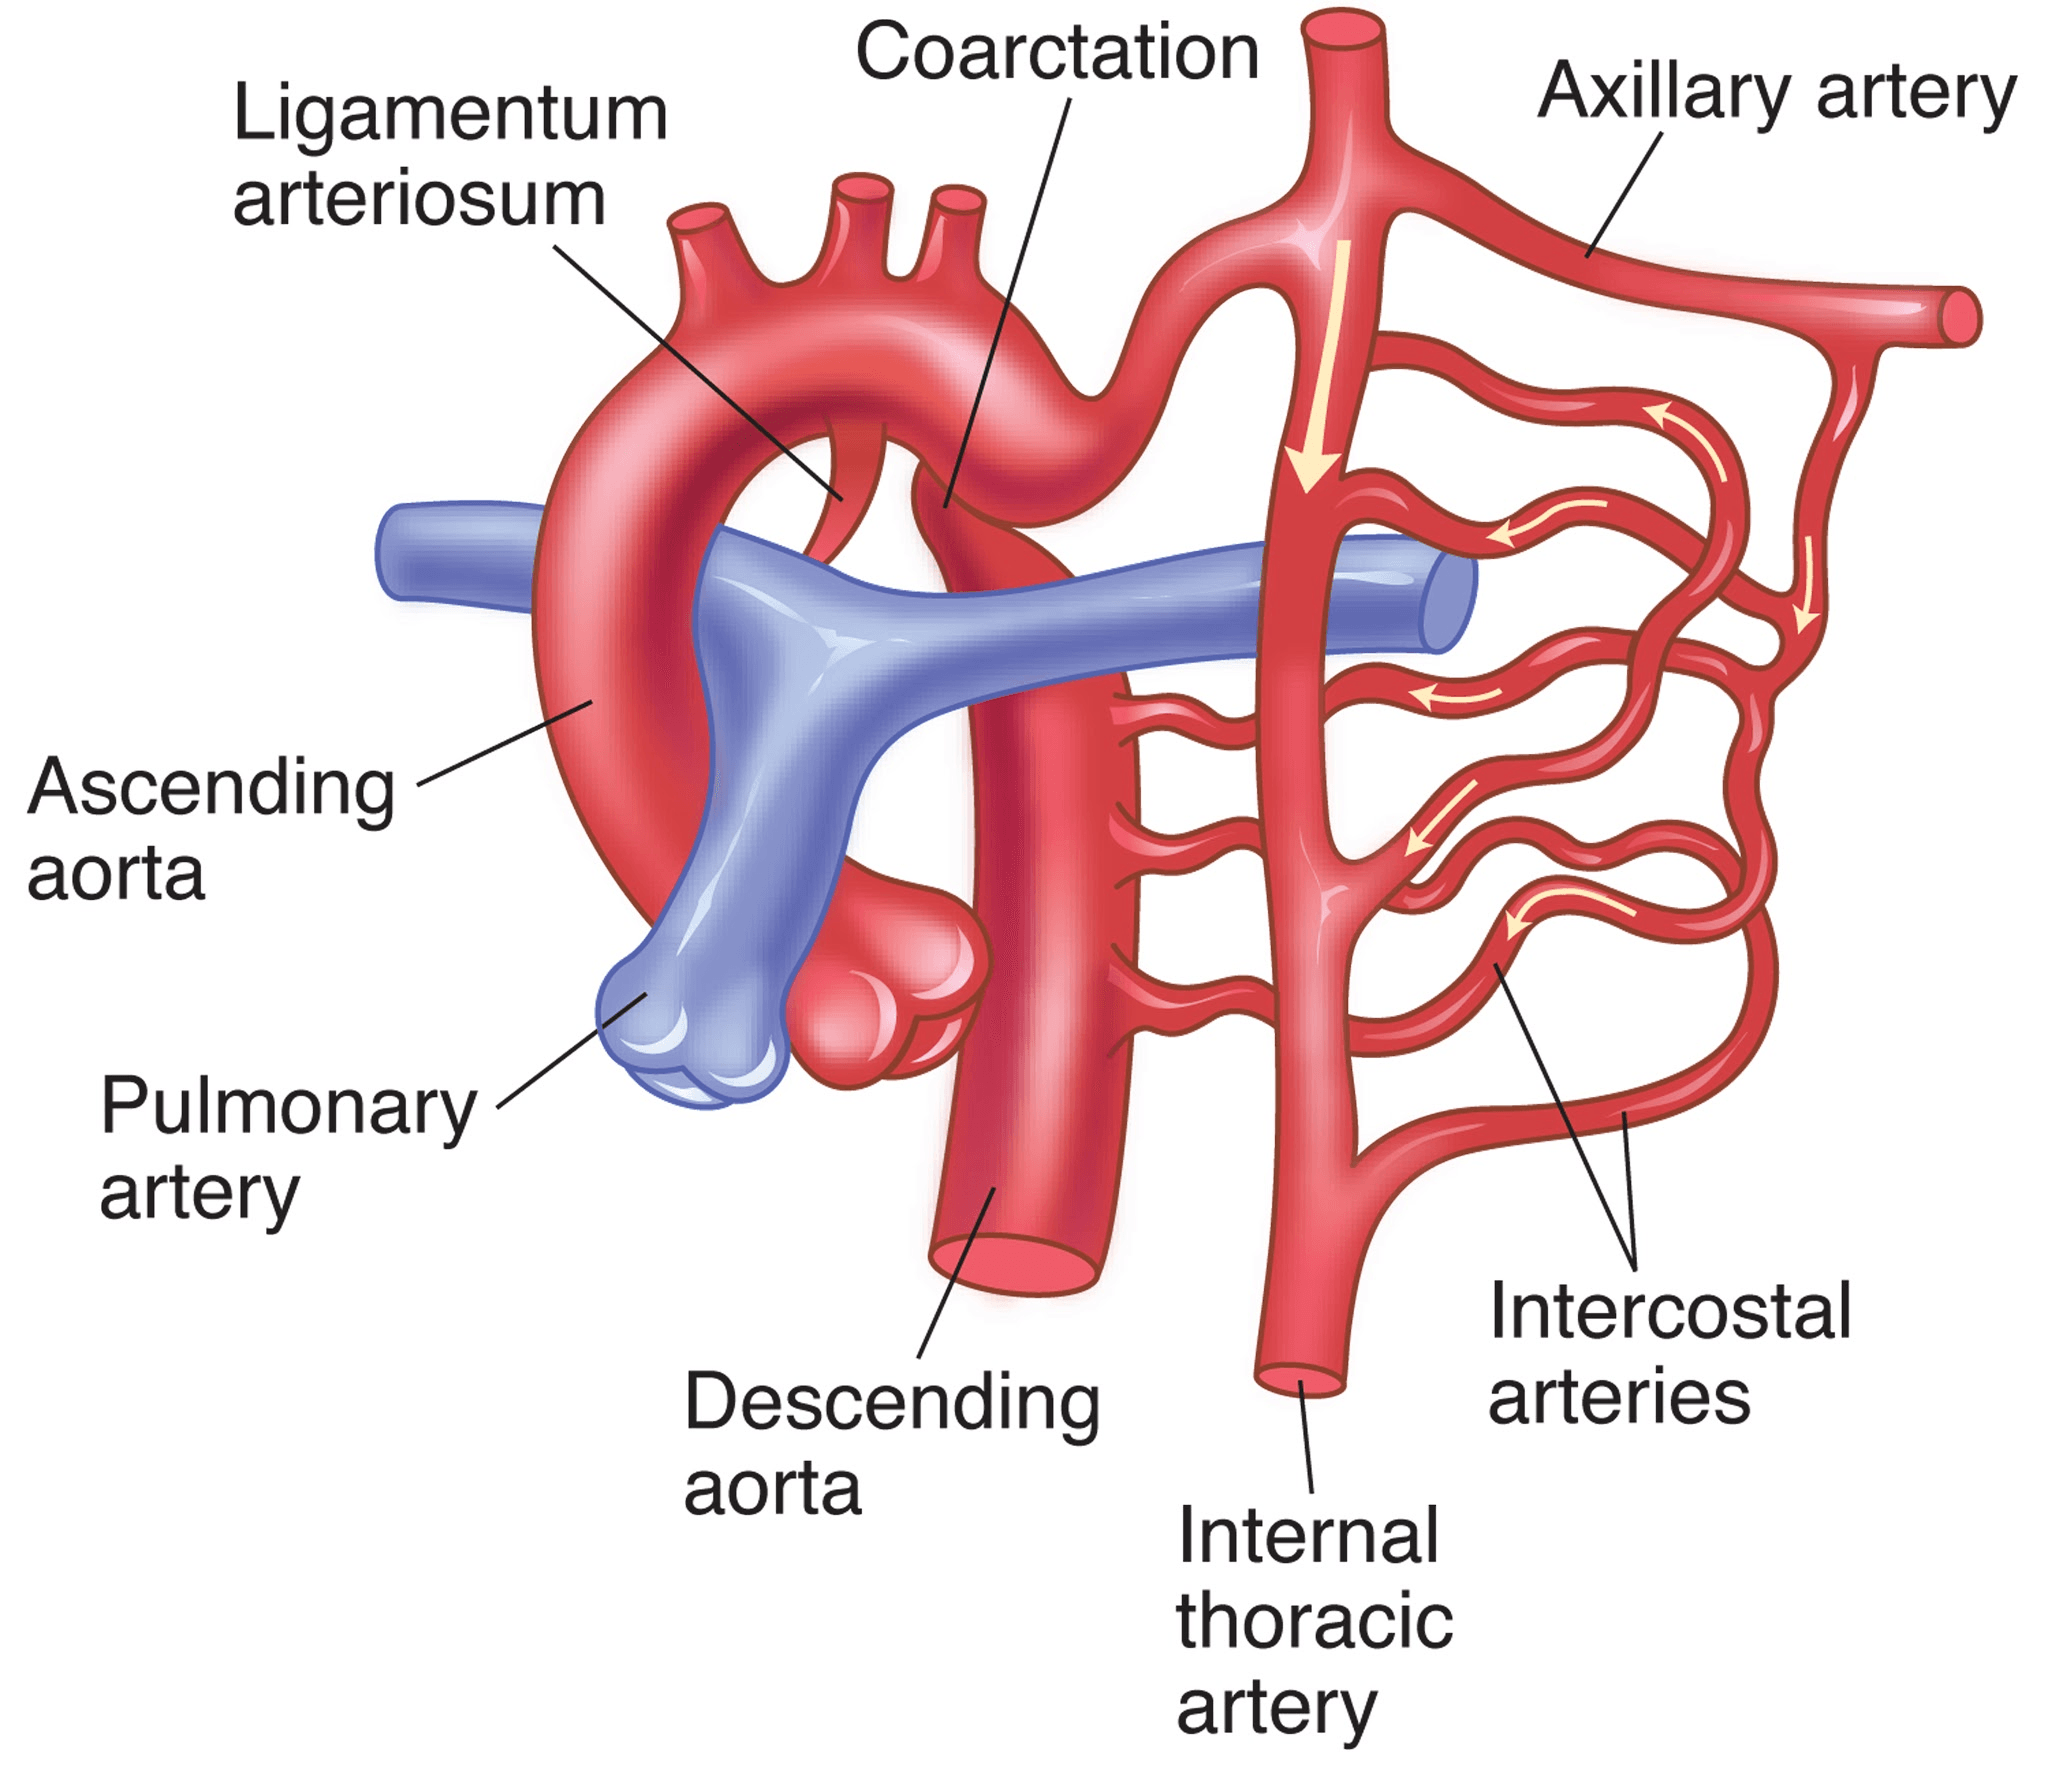 Coarctation
Ligamentum
arteriosum
Axillary artery
Ascending
aorta
Pulmonary
artery
Descending
aorta
Intercostal
arteries
Internal
thoracic
artery